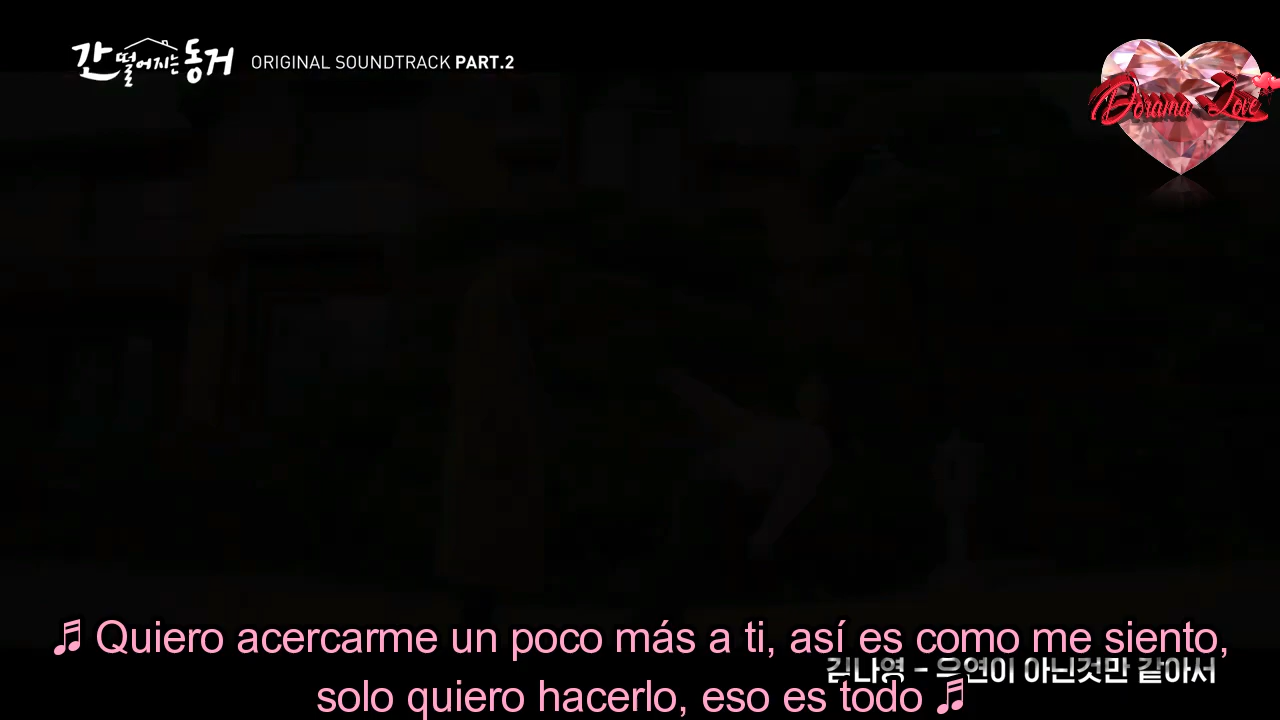 간 떨어지는 동거 ORIGINAL SOUNDTRACK PART.2
Dorama Love
♬ Quiero acercarme un poco más a ti, así es como me siento,
김나영 - 우연이 아닌것만 같아서
solo quiero hacerlo, eso es todo ♬